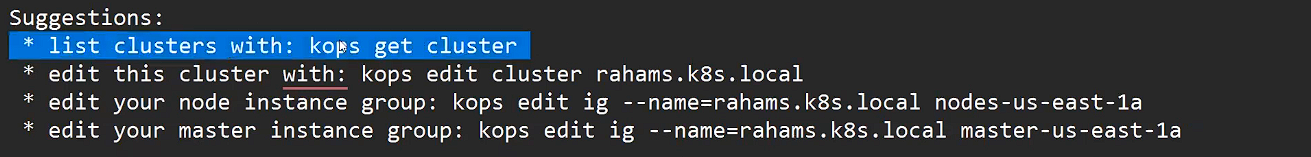 Suggestions:
* list clusters with: kops get cluster
* edit this cluster with: kops edit cluster rahams.k8s.local
* edit your node instance group: kops edit ig --name=rahams.k8s.local nodes-us-east-1a
* edit your master instance group: kops edit ig --name=rahams.k8s.local master-us-east-1a